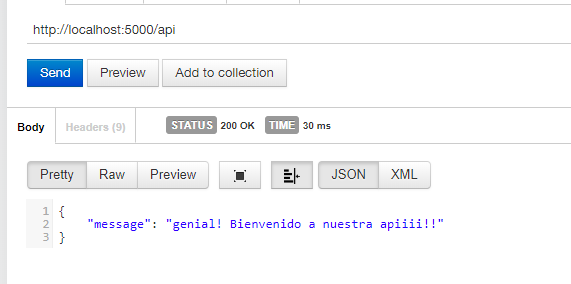 http://localhost:5000/api
Send Preview Add to collection
Body Headers (9) STATUS 200 OK TIME 30 ms
Pretty Raw Preview JSON XML
1 {
2 "message": "genial! Bienvenido a nuestra apiiii!!"
3 }